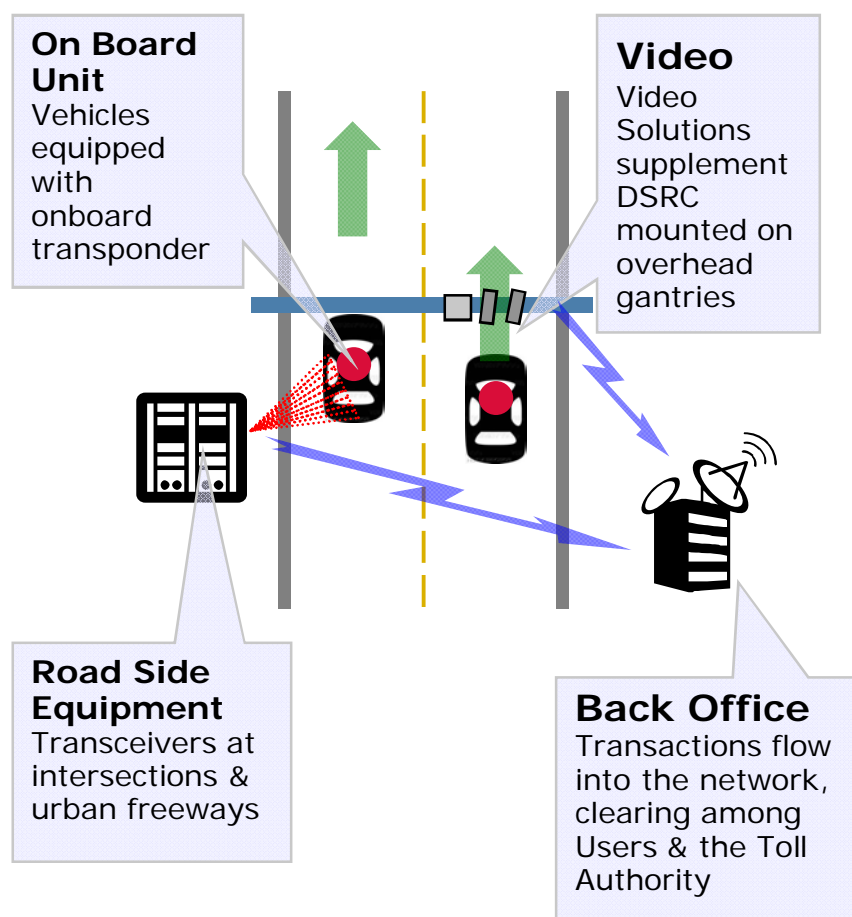 On Board
Unit
Vehicles
equipped
with
onboard
transponder
Video
Video
Solutions
supplement
DSRC
mounted on
overhead
gantries
Road Side
Equipment
Transceivers at
intersections &
urban freeways
Back Office
Transactions flow
into the network,
clearing among
Users & the Toll
Authority